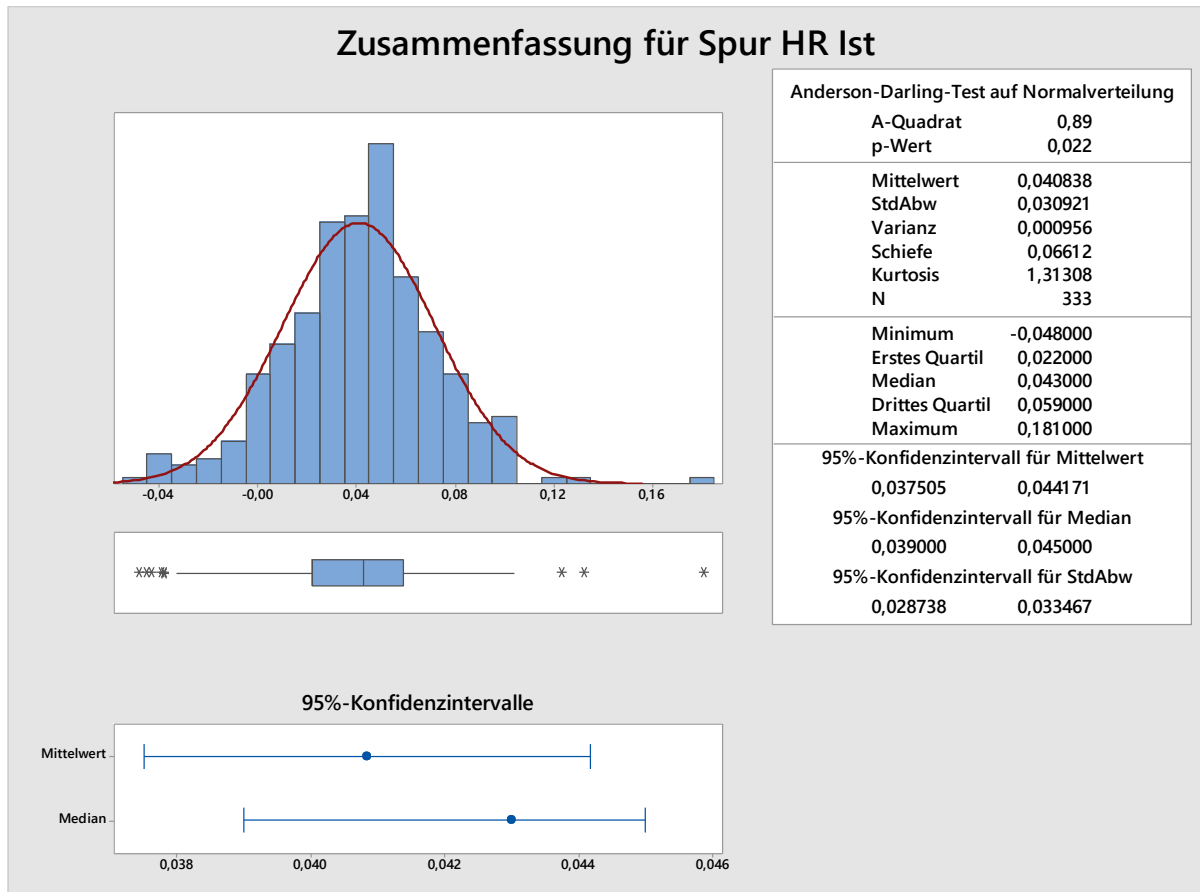 Zusammenfassung für Spur HR Ist
Anderson-Darling-Test auf Normalverteilung
A-Quadrat 0,89
p-Wert 0,022
Mittelwert 0,040838
StdAbw 0,030921
Varianz 0,000956
Schiefe 0,06612
Kurtosis 1,31308
N 333
Minimum -0,048000
Erstes Quartil 0,022000
Median 0,043000
Drittes Quartil 0,059000
Maximum 0,181000
95%-Konfidenzintervall für Mittelwert
0,037505 0,044171
95%-Konfidenzintervall für Median
0,039000 0,045000
95%-Konfidenzintervall für StdAbw
0,028738 0,033467
-0,04 -0,00 0,04 0,08 0,12 0,16
95%-Konfidenzintervalle
Mittelwert
Median
0,038 0,040 0,042 0,044 0,046